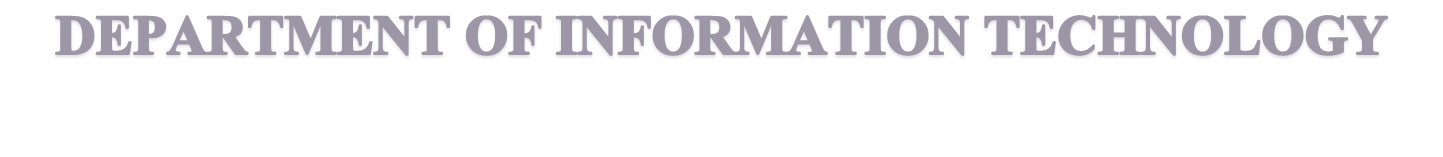 DEPARTMENT OF INFORMATION TECHNOLOGY